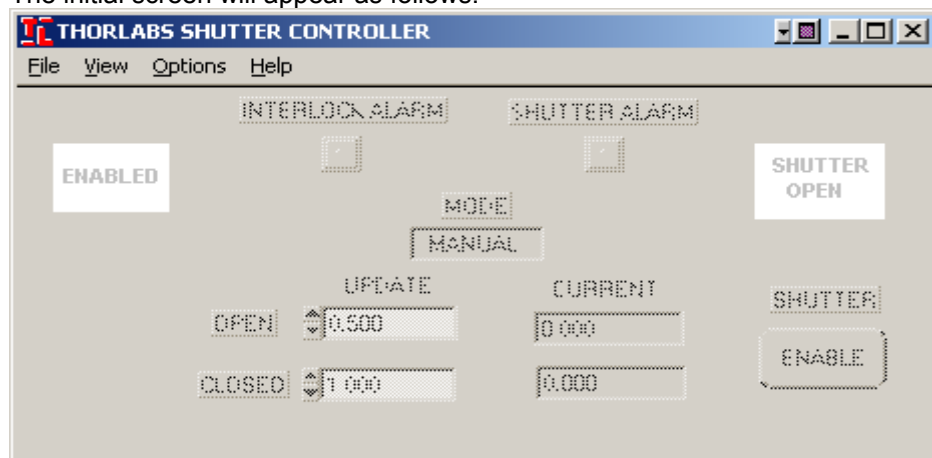 The initial screen will appear as follows:
THORLABS SHUTTER CONTROLLER
File View Options Help
INTERLOCK ALARM SHUTTER ALARM
ENABLED
SHUTTER
OPEN
MODE
MANUAL
UPDATE CURRENT
SHUTTER
OPEN 0.500 0.000
ENABLE
CLOSED 1.000 0.000